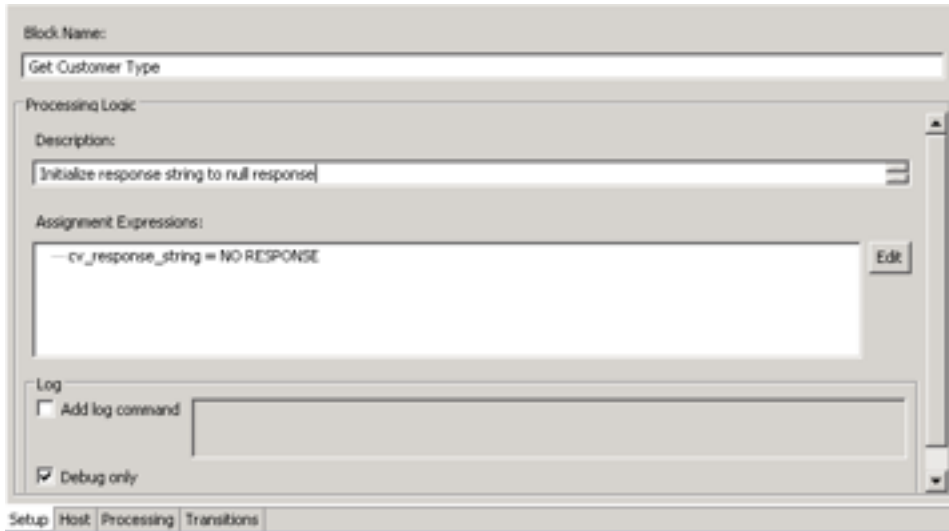 Block Name:
Get Customer Type
Processing Logic
Description:
Initialize response string to null response
Assignment Expressions:
cv_response_string = NO RESPONSE
Edit
Log
Add log command
Debug only
Setup Host Processing Transitions